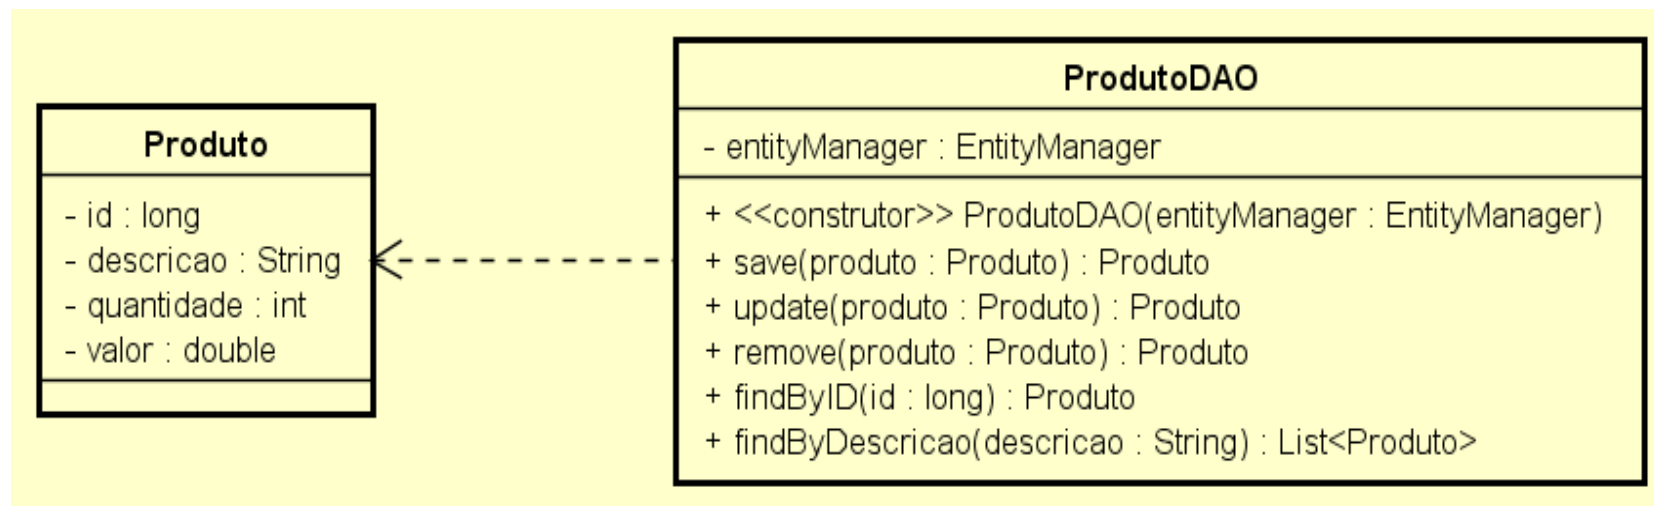 Produto
- id : long
- descricao : String
- quantidade : int
- valor : double
ProdutoDAO
- entityManager : EntityManager
+ <<construtor>> ProdutoDAO(entityManager : EntityManager)
+ save(produto : Produto) : Produto
+ update(produto : Produto) : Produto
+ remove(produto : Produto) : Produto
+ findByID(id : long) : Produto
+ findByDescricao(descricao : String) : List<Produto>